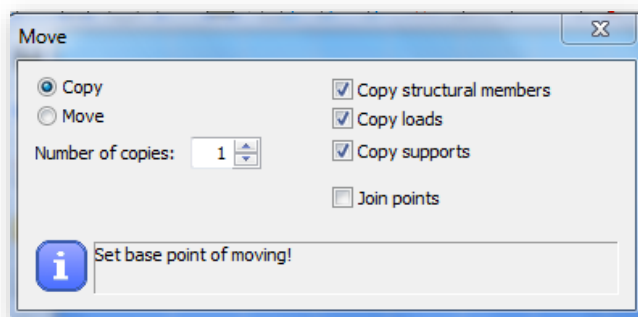 Move
Copy
Move
Number of copies: 1
Copy structural members
Copy loads
Copy supports
Join points
Set base point of moving!